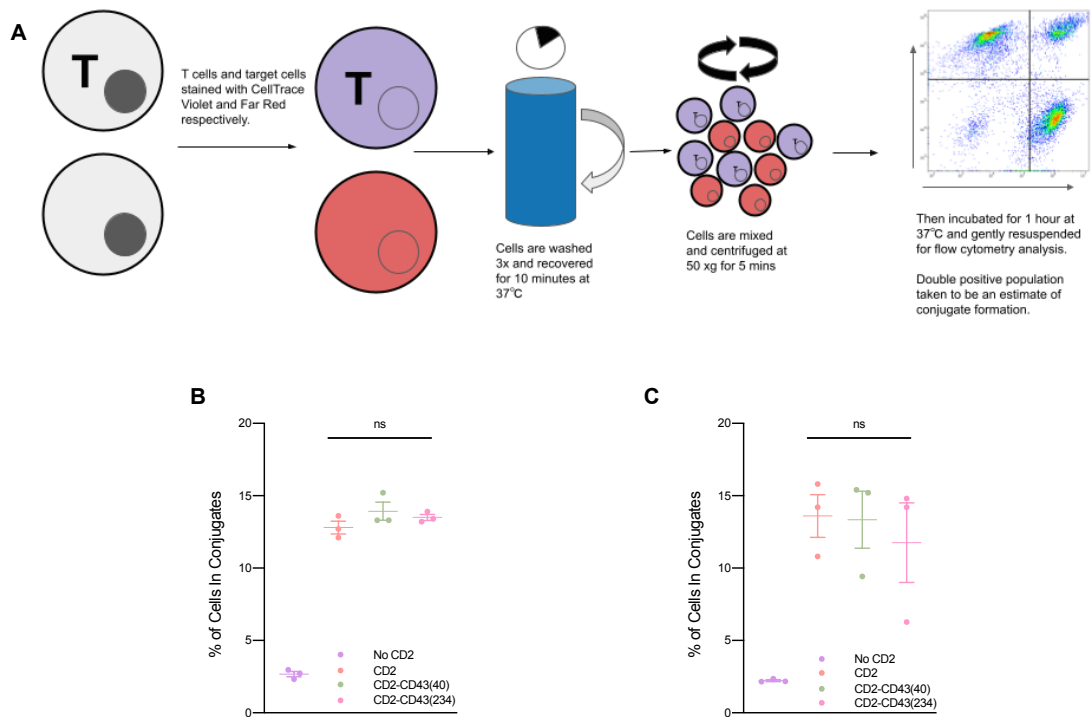 A
T
T cells and target cells
stained with CellTrace
Violet and Far Red
respectively.
T
Cells are washed
3x and recovered
for 10 minutes at
37°C
T
T
T
T
T
Cells are mixed
and centrifuged at
50 xg for 5 mins
Then incubated for 1 hour at
37°C and gently resuspended
for flow cytometry analysis.
Double positive population
taken to be an estimate of
conjugate formation.
B
% of Cells In Conjugates
20
15
10
5
0
ns
No CD2
CD2
CD2-CD43(40)
CD2-CD43(234)
C
% of Cells In Conjugates
20
15
10
5
0
ns
No CD2
CD2
CD2-CD43(40)
CD2-CD43(234)